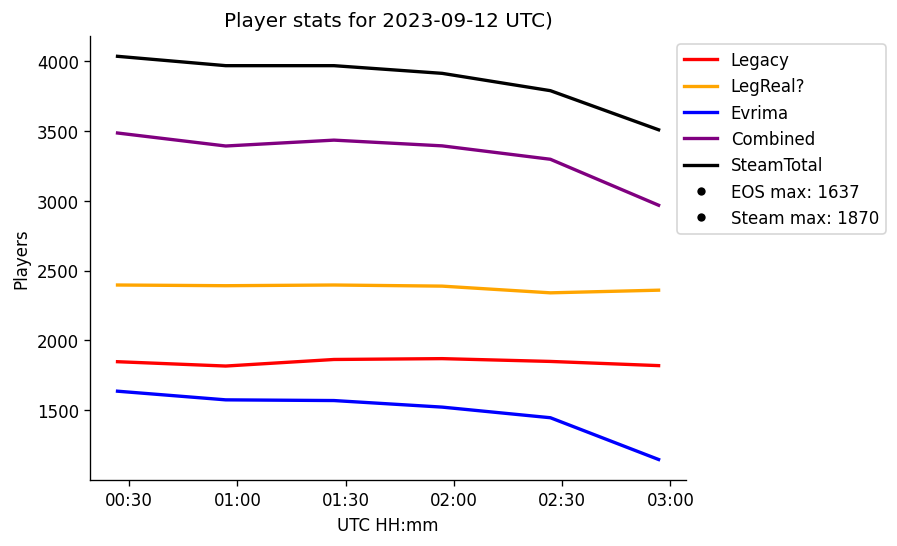 Player stats for 2023-09-12 UTC)
Players
4000
3500
3000
2500
2000
1500
00:30
01:00
01:30
02:00
02:30
03:00
UTC HH:mm
Legacy
LegReal?
Evrima
Combined
SteamTotal
EOS max: 1637
Steam max: 1870